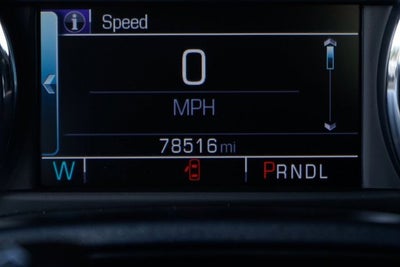 i Speed
0
MPH
78516 mi
W PRNDL